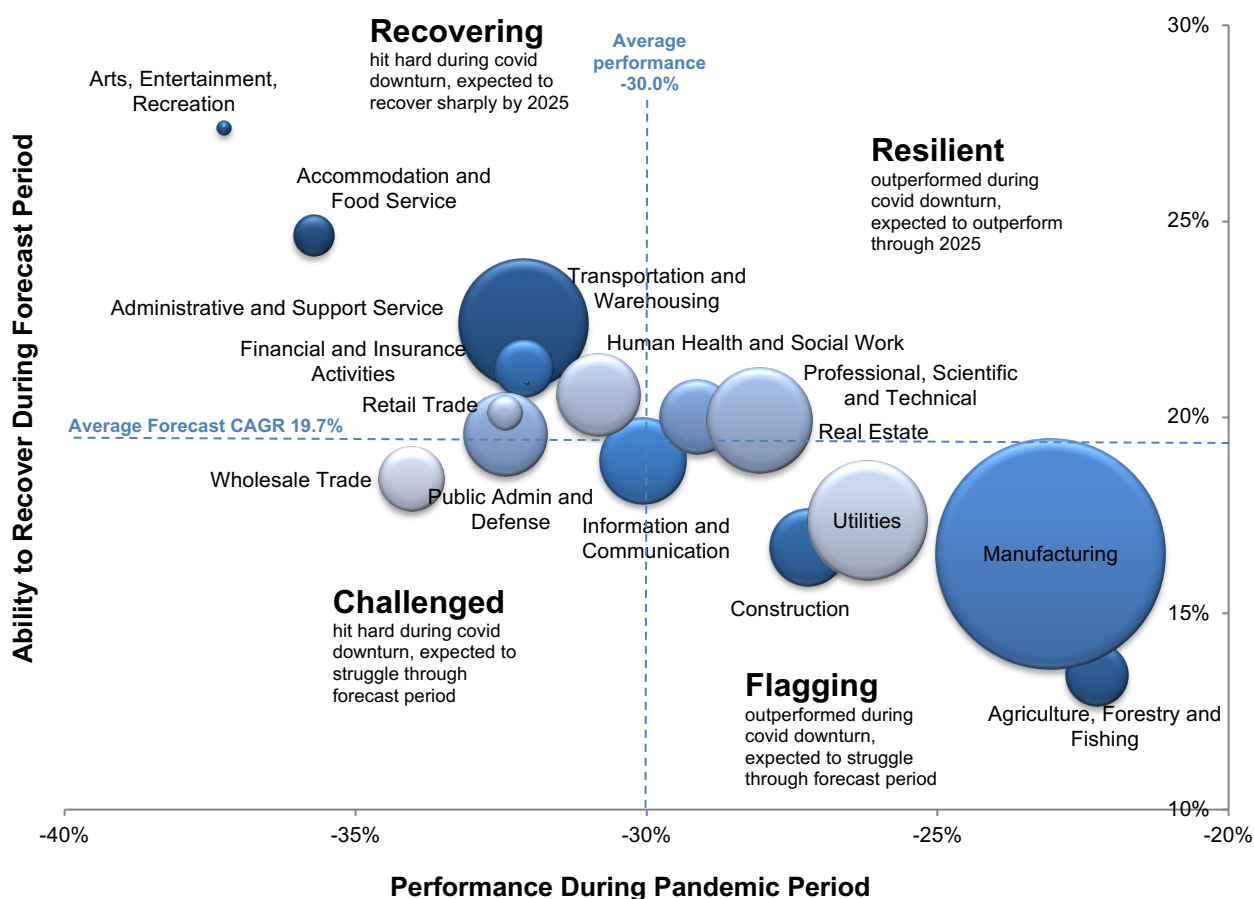 Recovering
hit hard during covid
downturn, expected to
recover sharply by 2025
Average
performance
-30.0%
30%
Arts, Entertainment,
Recreation
Resilient
outperformed during
covid downturn,
expected to outperform
through 2025
Accommodation and
Food Service
25%
Transportation and
Warehousing
Administrative and Support Service
Human Health and Social Work
Financial and Insurance
Activities
Professional, Scientific
and Technical
Retail Trade
20%
Average Forecast CAGR 19.7%
Real Estate
Wholesale Trade
Public Admin and
Defense
Information and
Communication
Utilities
Manufacturing
Construction
15%
Challenged
hit hard during covid
downturn, expected to
struggle through
forecast period
Flagging
outperformed during
covid downturn,
expected to struggle
through forecast period
Agriculture, Forestry and
Fishing
10%
-40%
-35%
-30%
-25%
-20%
Performance During Pandemic Period
Ability to Recover During Forecast Period